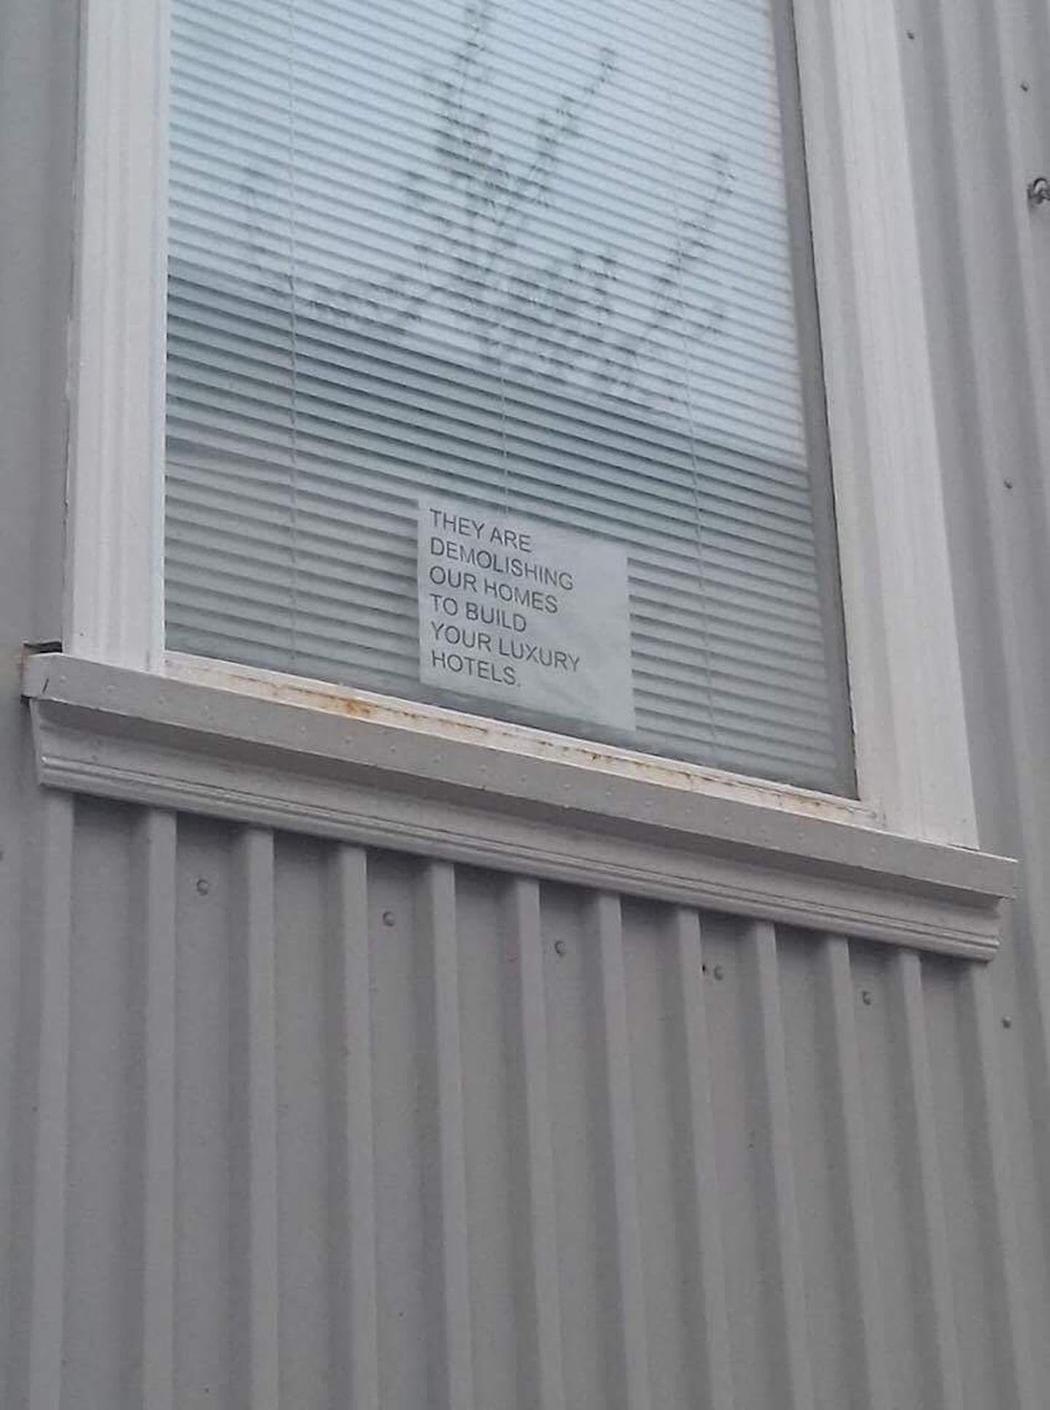 THEY ARE
DEMOLISHING
OUR HOMES
TO BUILD
YOUR LUXURY
HOTELS.